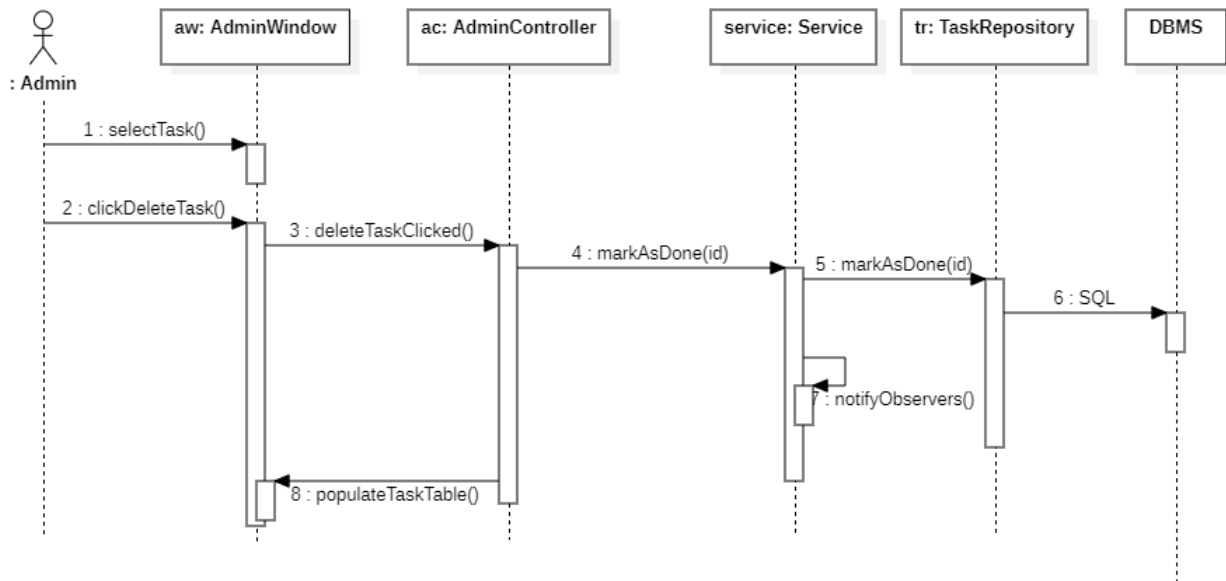 aw: AdminWindow
ac: AdminController
service: Service
tr: TaskRepository
DBMS
: Admin
1 : selectTask()
2 : clickDeleteTask()
3 : deleteTaskClicked()
4 : markAsDone(id)
5 : markAsDone(id)
6 : SQL
7 : notifyObservers()
8 : populateTaskTable()